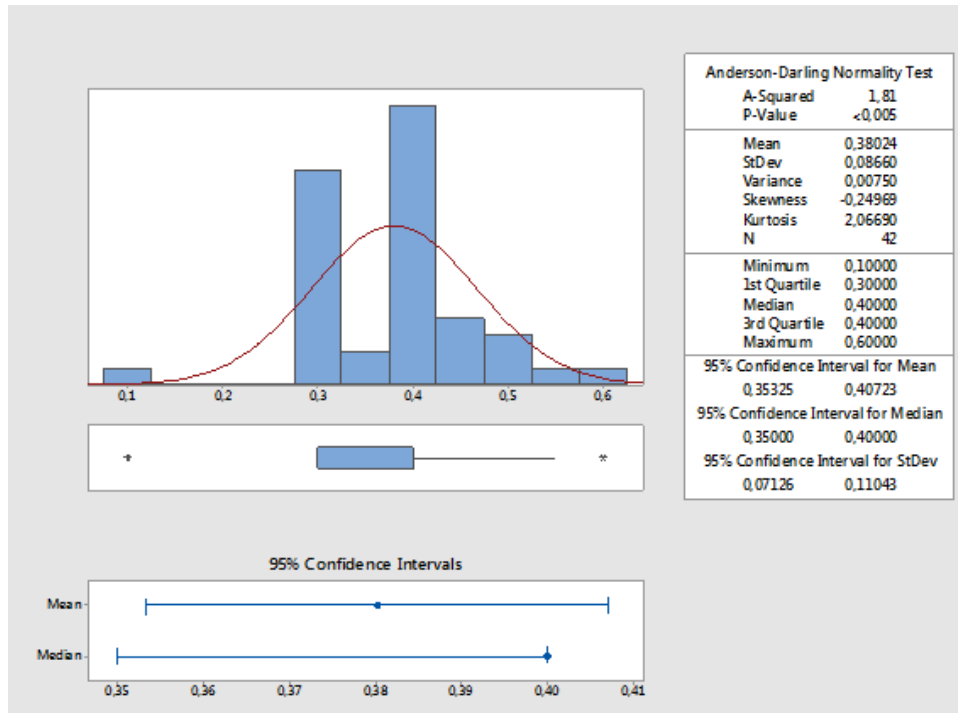 Anderson-Darling Normality Test
A-Squared 1,81
P-Value <0,005
Mean 0,38024
StDev 0,08660
Variance 0,00750
Skewness -0,24969
Kurtosis 2,06690
N 42
Minimum 0,10000
1st Quartile 0,30000
Median 0,40000
3rd Quartile 0,40000
Maximum 0,60000
95% Confidence Interval for Mean
0,35325 0,40723
95% Confidence Interval for Median
0,35000 0,40000
95% Confidence Interval for StDev
0,07126 0,11043
0,1 0,2 0,3 0,4 0,5 0,6
95% Confidence Intervals
Mean
Median
0,35 0,36 0,37 0,38 0,39 0,40 0,41